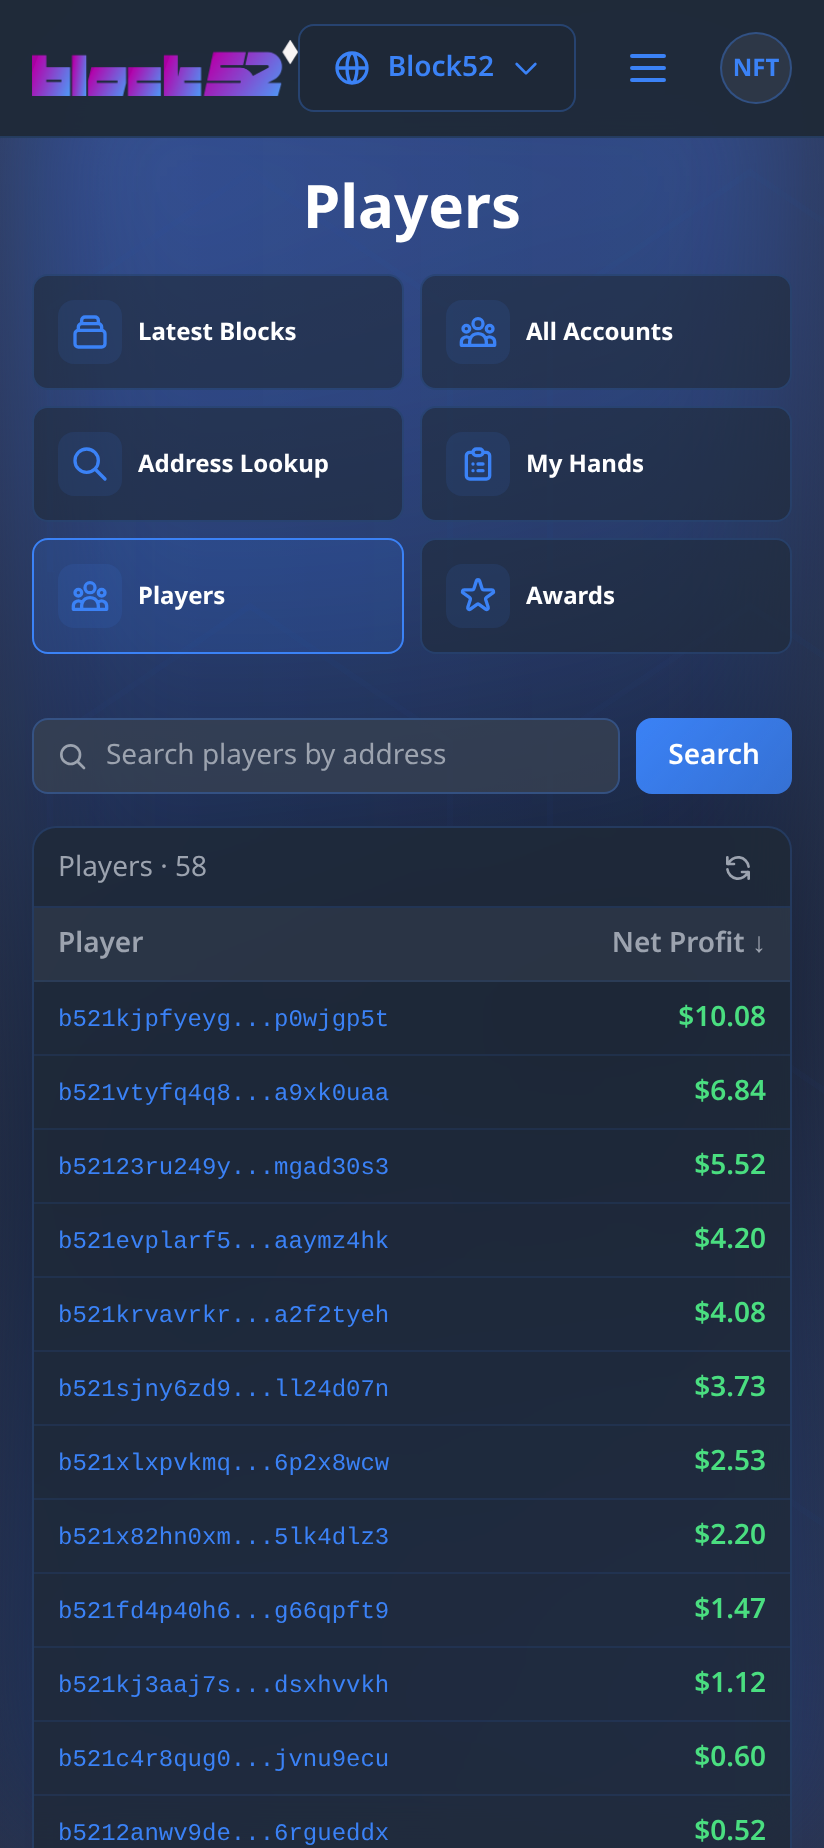 block52
Block52
NFT
Players
Latest Blocks
All Accounts
Address Lookup
My Hands
Players
Awards
Search players by address
Search
Players · 58
Player Net Profit ↓
b521kjpfyeyg...p0wjgp5t $10.08
b521vtyfq4q8...a9xk0uaa $6.84
b52123ru249y...mgad30s3 $5.52
b521evplarf5...aaymz4hk $4.20
b521krvavrkr...a2f2tyeh $4.08
b521sjny6zd9...ll24d07n $3.73
b521xlxpvkmq...6p2x8wcw $2.53
b521x82hn0xm...5lk4dlz3 $2.20
b521fd4p40h6...g66qpft9 $1.47
b521kj3aaj7s...dsxhvvkh $1.12
b521c4r8qug0...jvnu9ecu $0.60
b5212anwv9de...6rgueddx $0.52